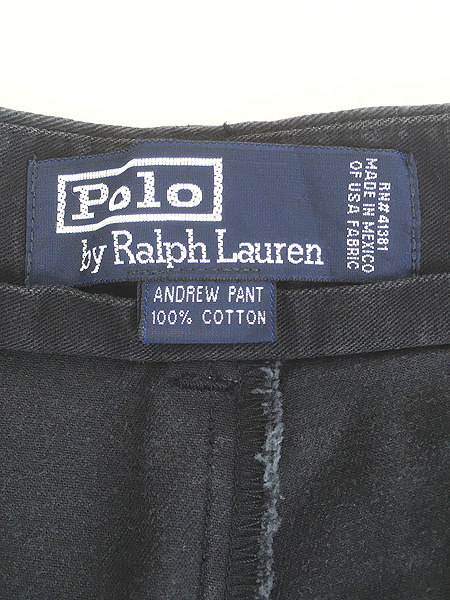 Polo
by Ralph Lauren
RN#41381
MADE IN MEXICO
OF USA FABRIC
ANDREW PANT
100% COTTON